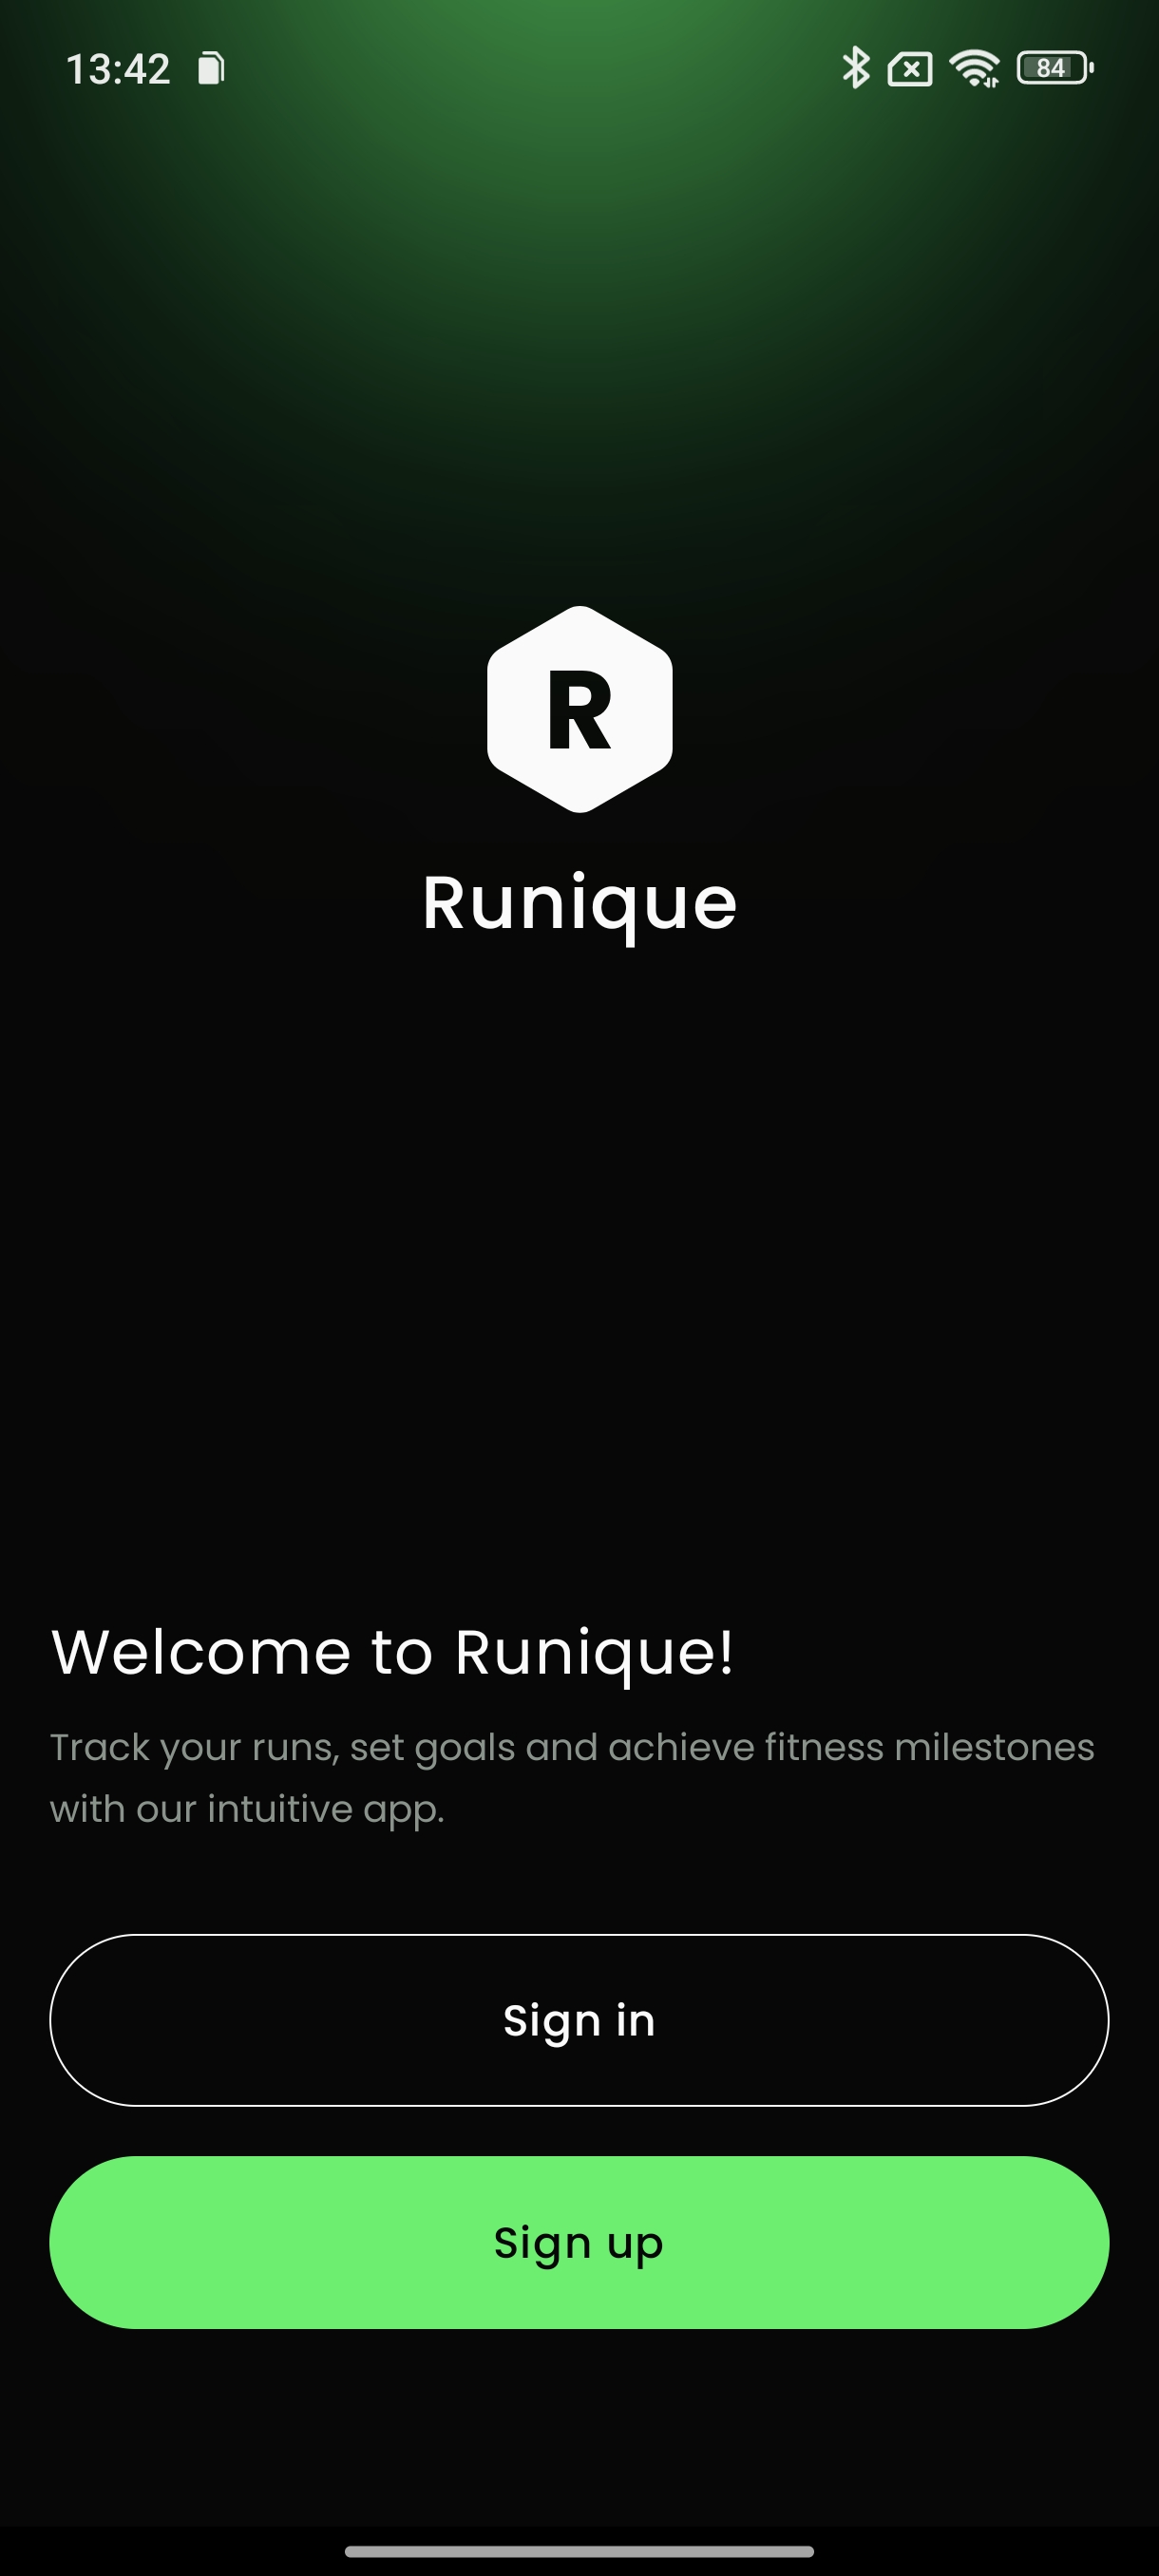 13:42
84
R
Runique
Welcome to Runique!
Track your runs, set goals and achieve fitness milestones
with our intuitive app.
Sign in
Sign up